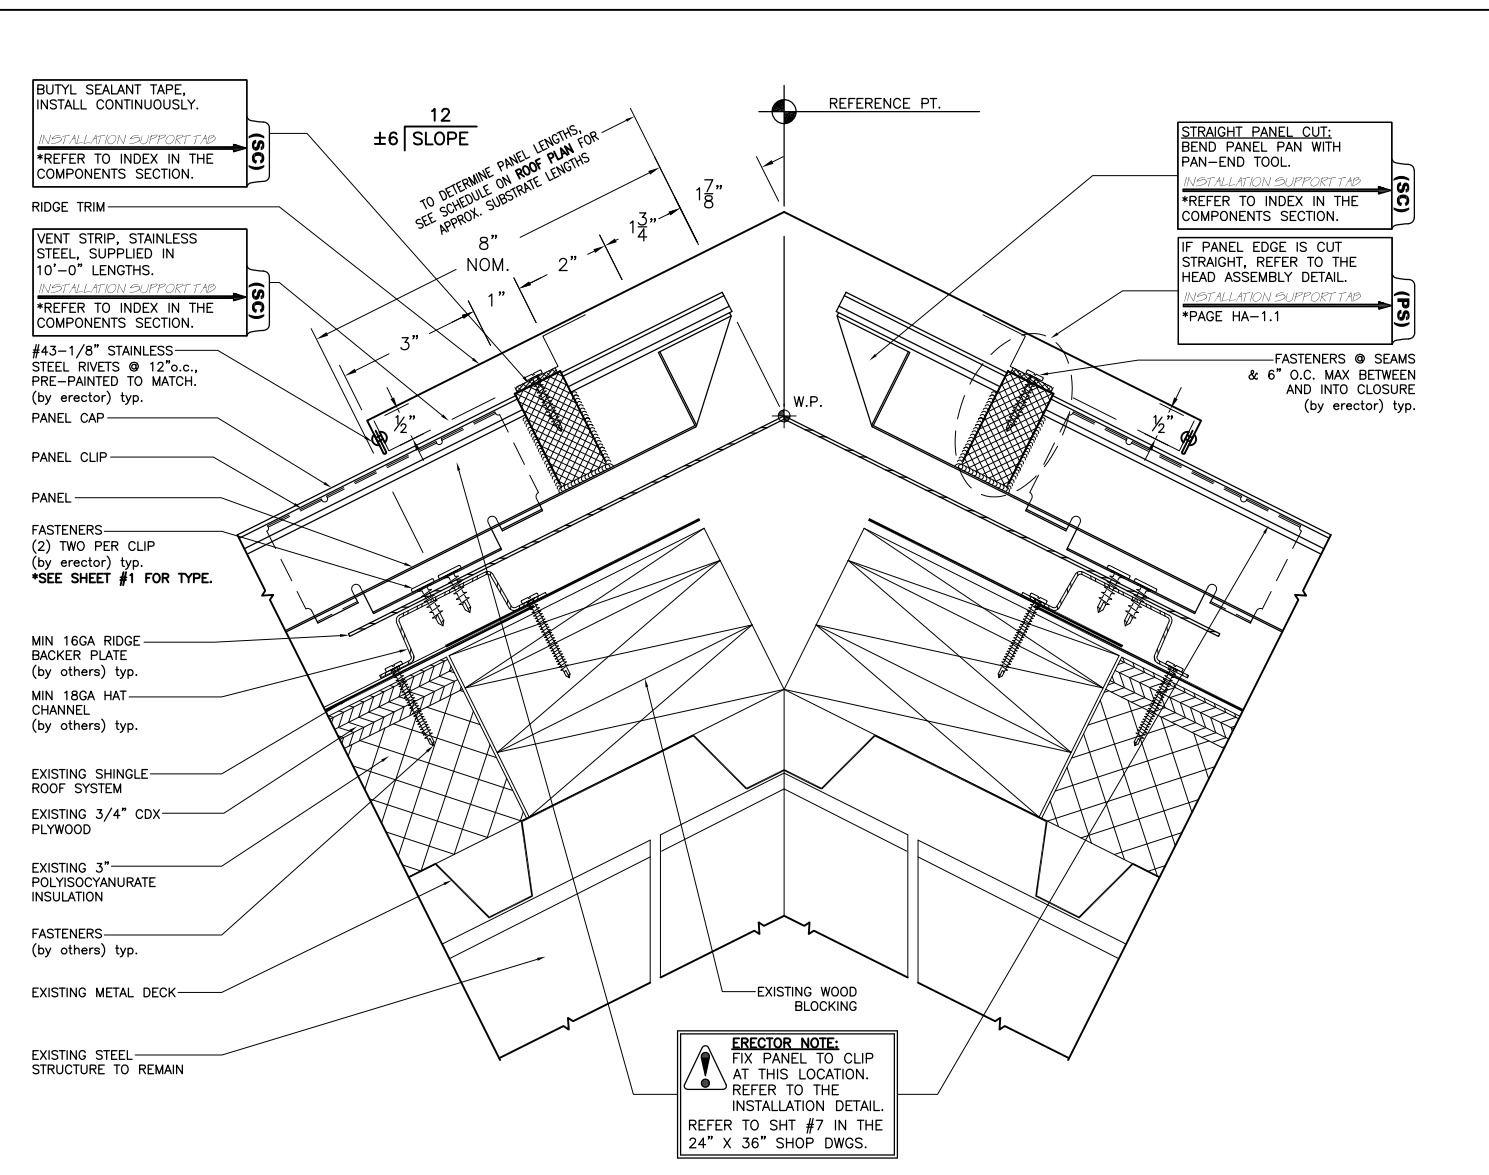 BUTYL SEALANT TAPE,
INSTALL CONTINUOUSLY.
INSTALLATION SUPPORT TAB
*REFER TO INDEX IN THE
COMPONENTS SECTION.
(SC)
RIDGE TRIM
VENT STRIP, STAINLESS
STEEL, SUPPLIED IN
10'-0" LENGTHS.
INSTALLATION SUPPORT TAB
*REFER TO INDEX IN THE
COMPONENTS SECTION.
(SC)
#43-1/8" STAINLESS
STEEL RIVETS @ 12"o.c.,
PRE-PAINTED TO MATCH.
(by erector) typ.
PANEL CAP
PANEL CLIP
PANEL
FASTENERS
(2) TWO PER CLIP
(by erector) typ.
*SEE SHEET #1 FOR TYPE.
MIN 16GA RIDGE
BACKER PLATE
(by others) typ.
MIN 18GA HAT
CHANNEL
(by others) typ.
EXISTING SHINGLE
ROOF SYSTEM
EXISTING 3/4" CDX
PLYWOOD
EXISTING 3"
POLYISOCYANURATE
INSULATION
FASTENERS
(by others) typ.
EXISTING METAL DECK
EXISTING STEEL
STRUCTURE TO REMAIN
12
±6 SLOPE
TO DETERMINE PANEL LENGTHS,
SEE SCHEDULE ON ROOF PLAN FOR
APPROX. SUBSTRATE LENGTHS
1 7/8"
1 3/4"
8"
NOM.
2"
1"
3"
1/2"
REFERENCE PT.
W.P.
1/2"
STRAIGHT PANEL CUT:
BEND PANEL PAN WITH
PAN-END TOOL.
INSTALLATION SUPPORT TAB
*REFER TO INDEX IN THE
COMPONENTS SECTION.
(SC)
IF PANEL EDGE IS CUT
STRAIGHT, REFER TO THE
HEAD ASSEMBLY DETAIL.
INSTALLATION SUPPORT TAB
*PAGE HA-1.1
(PS)
FASTENERS @ SEAMS
& 6" O.C. MAX BETWEEN
AND INTO CLOSURE
(by erector) typ.
EXISTING WOOD
BLOCKING
ERECTOR NOTE:
FIX PANEL TO CLIP
AT THIS LOCATION.
REFER TO THE
INSTALLATION DETAIL.
REFER TO SHT #7 IN THE
24" X 36" SHOP DWGS.